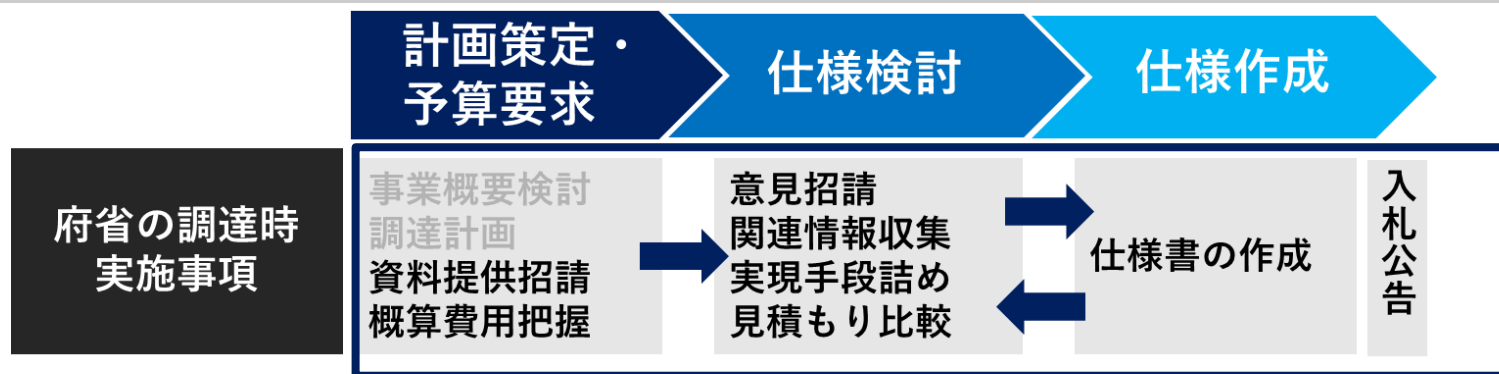 計画策定・
予算要求
仕様検討
仕様作成
府省の調達時
実施事項
事業概要検討
調達計画
資料提供招請
概算費用把握
意見招請
関連情報収集
実現手段詰め
見積もり比較
仕様書の作成
入札公告